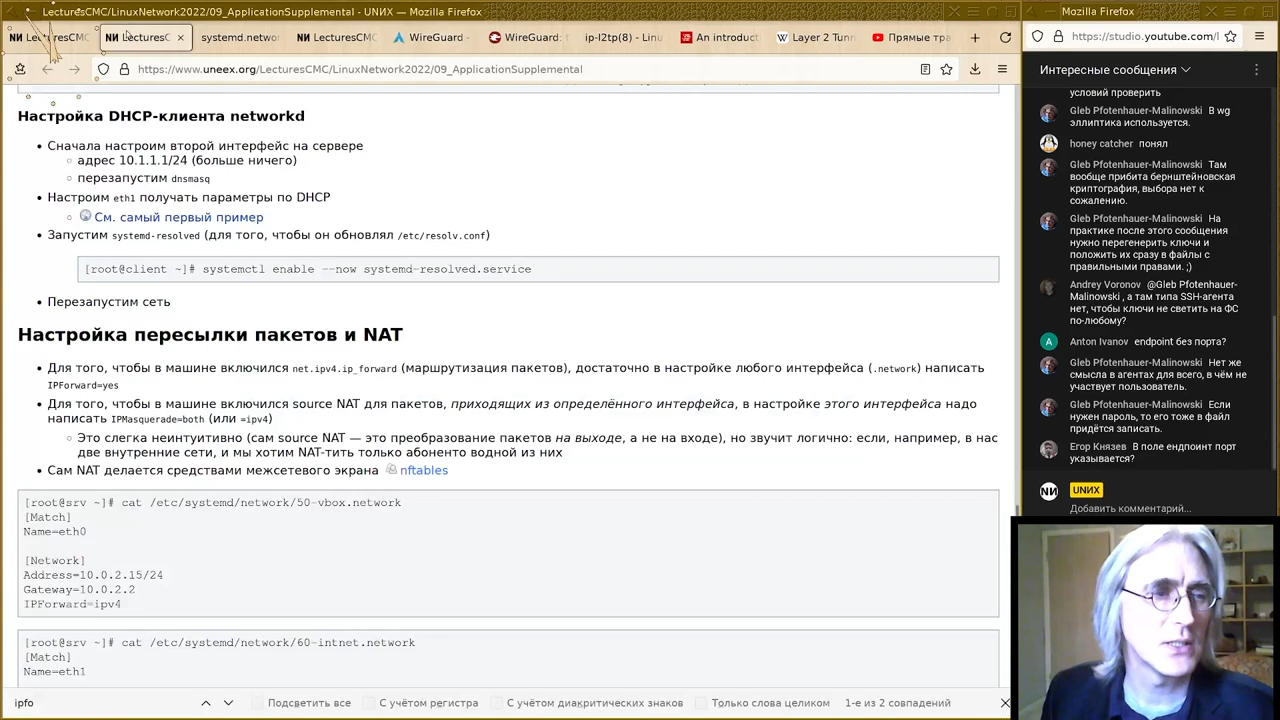 LecturesCMC/LinuxNetwork2022/09_ApplicationSupplemental - UNИX — Mozilla Firefox
LecturesCMC
LecturesC
systemd.netwo
LecturesCMC
WireGuard -
WireGuard:
ip-l2tp(8) - Lin
An introduct
Layer 2 Tunn
Прямые тра
https://www.uneex.org/LecturesCMC/LinuxNetwork2022/09_ApplicationSupplemental
Настройка DHCP-клиента networkd
Сначала настроим второй интерфейс на сервере
адрес 10.1.1.1/24 (больше ничего)
перезапустим dnsmasq
Настроим eth1 получать параметры по DHCP
См. самый первый пример
Запустим systemd-resolved (для того, чтобы он обновлял /etc/resolv.conf)
[root@client ~]# systemctl enable --now systemd-resolved.service
Перезапустим сеть
Настройка пересылки пакетов и NAT
Для того, чтобы в машине включился net.ipv4.ip_forward (маршрутизация пакетов), достаточно в настройке любого интерфейса (.network) написать
IPForward=yes
Для того, чтобы в машине включился source NAT для пакетов, приходящих из определённого интерфейса, в настройке этого интерфейса надо
написать IPMasquerade=both (или =ipv4)
Это слегка неинтуитивно (сам source NAT — это преобразование пакетов на выходе, а не на входе), но звучит логично: если, например, в нас
две внутренние сети, и мы хотим NAT-тить только абоненто водной из них
Сам NAT делается средствами межсетевого экрана nftables
[root@srv ~]# cat /etc/systemd/network/50-vbox.network
[Match]
Name=eth0
[Network]
Address=10.0.2.15/24
Gateway=10.0.2.2
IPForward=ipv4
[root@srv ~]# cat /etc/systemd/network/60-intnet.network
[Match]
Name=eth1
ipfo
Подсветить все
С учётом регистра
С учётом диакритических знаков
Только слова целиком
1-е из 2 совпадений
Mozilla Firefox
https://studio.youtube.com/l
Интересные сообщения
условий проверить
Gleb Pfotenhauer-Malinowski В wg
эллиптика используется.
honey catcher понял
Gleb Pfotenhauer-Malinowski Там
вообще прибита бернштейновская
криптография, выбора нет к
сожалению.
Gleb Pfotenhauer-Malinowski На
практике после этого сообщения
нужно перегенерить ключи и
положить их сразу в файлы с
правильными правами. ;)
Andrey Voronov @Gleb Pfotenhauer-
Malinowski , а там типа SSH-агента
нет, чтобы ключи не светить на ФС
по-любому?
A
Anton Ivanov endpoint без порта?
Gleb Pfotenhauer-Malinowski Нет же
смысла в агентах для всего, в чём не
участвует пользователь.
Gleb Pfotenhauer-Malinowski Если
нужен пароль, то его тоже в файл
придётся записать.
Егор Князев В поле ендпоинт порт
указывается?
NИ
UNИX
Добавить комментарий...